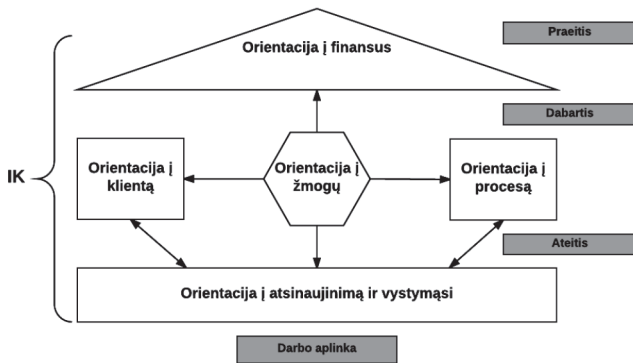 Praeitis
Orientacija į finansus
Dabartis
IK
Orientacija į
klientą
Orientacija į
žmogų
Orientacija į
procesą
Ateitis
Orientacija į atsinaujinimą ir vystymąsi
Darbo aplinka